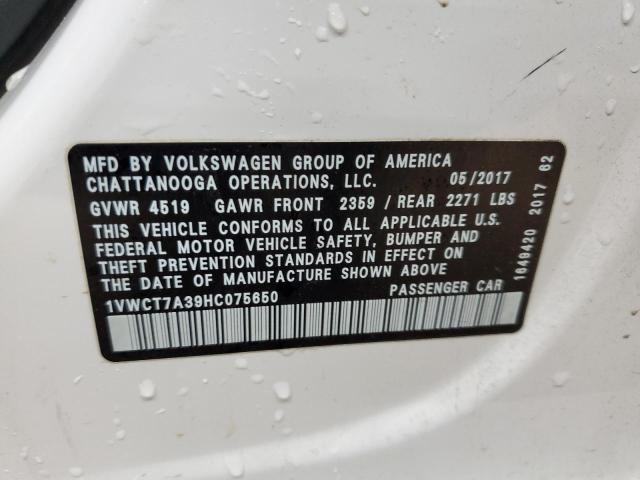 MFD BY VOLKSWAGEN GROUP OF AMERICA
CHATTANOOGA OPERATIONS, LLC. 05/2017
GVWR 4519 GAWR FRONT 2359 / REAR 2271 LBS
THIS VEHICLE CONFORMS TO ALL APPLICABLE U.S.
FEDERAL MOTOR VEHICLE SAFETY, BUMPER AND
THEFT PREVENTION STANDARDS IN EFFECT ON
THE DATE OF MANUFACTURE SHOWN ABOVE
1VWCT7A39HC075650 PASSENGER CAR
1649420 2017 62